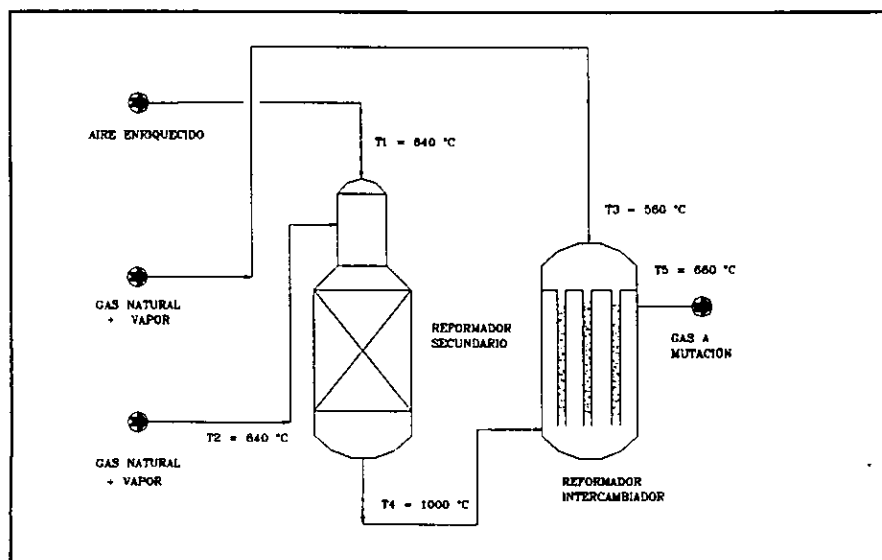 AIRE ENRIQUECIDO
T1 = 640 °C
T3 = 560 °C
T5 = 660 °C
GAS NATURAL
+ VAPOR
REFORMADOR
SECUNDARIO
GAS A
MUTACIÓN
T2 = 640 °C
GAS NATURAL
+ VAPOR
T4 = 1000 °C
REFORMADOR
INTERCAMBIADOR